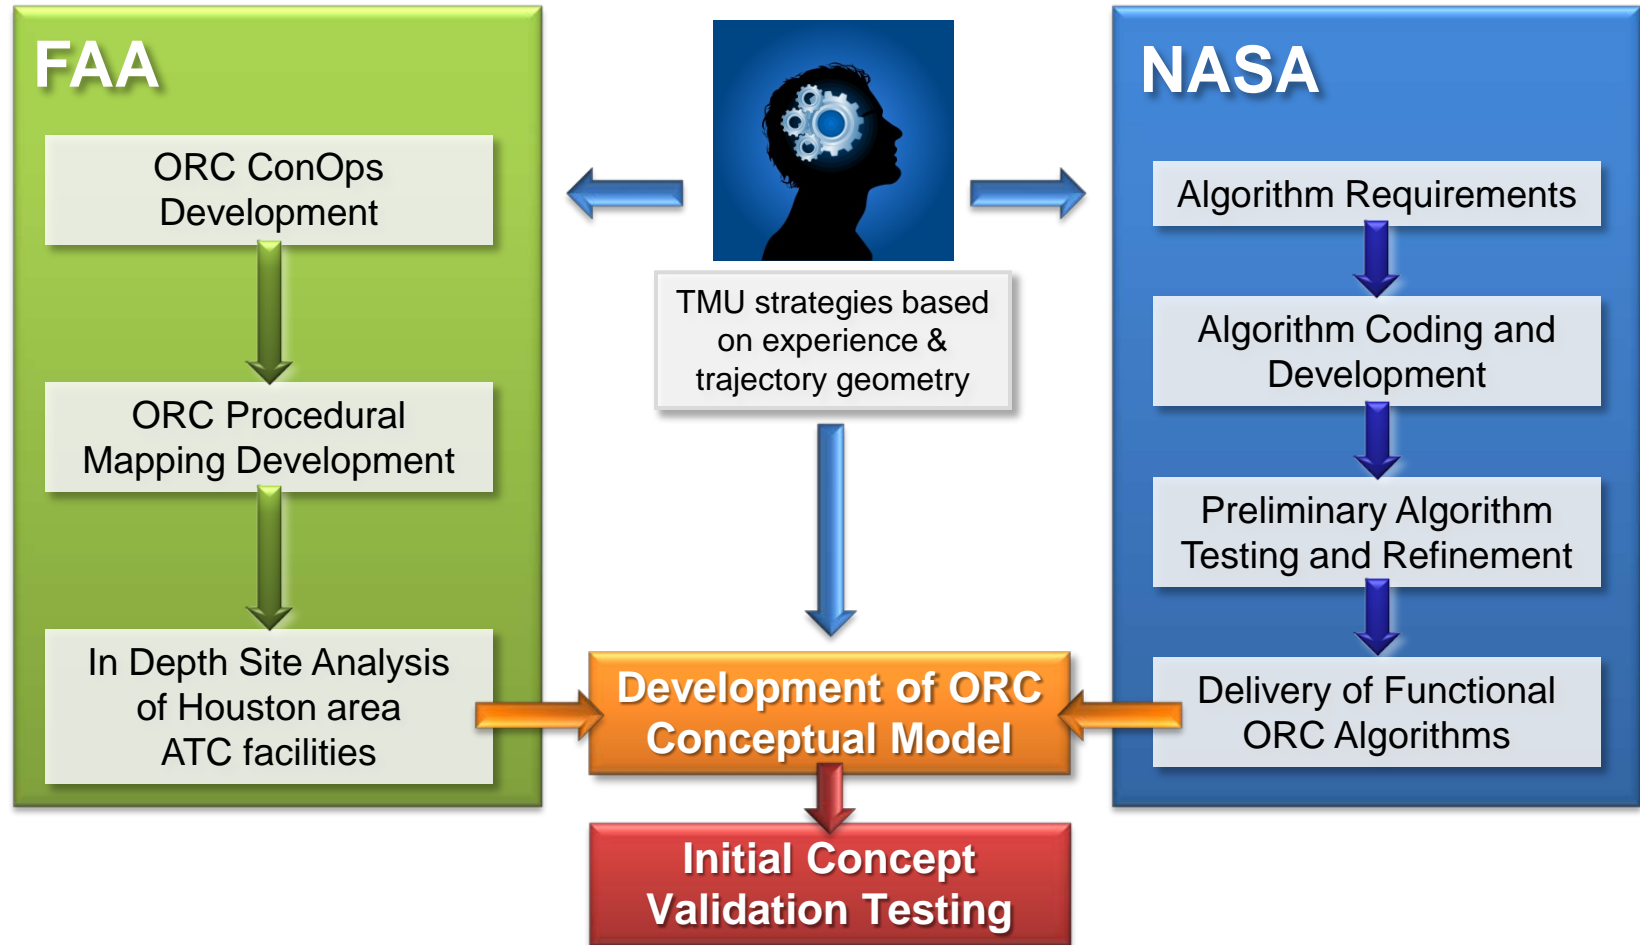 FAA
ORC ConOps
Development
ORC Procedural
Mapping Development
In Depth Site Analysis
of Houston area
ATC facilities
TMU strategies based
on experience &
trajectory geometry
Development of ORC
Conceptual Model
Initial Concept
Validation Testing
NASA
Algorithm Requirements
Algorithm Coding and
Development
Preliminary Algorithm
Testing and Refinement
Delivery of Functional
ORC Algorithms